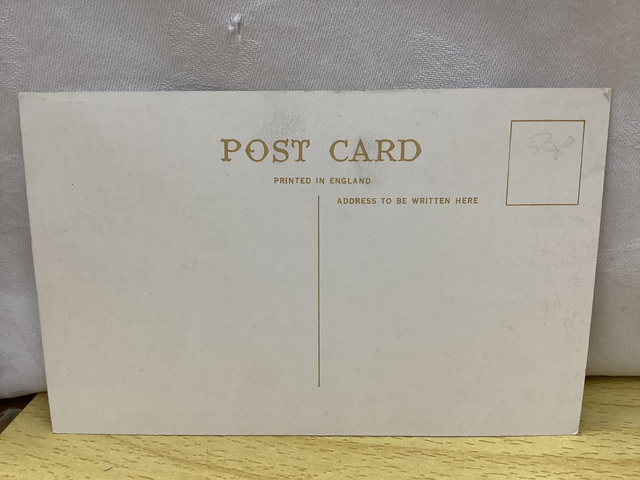 POST CARD
PRINTED IN ENGLAND
ADDRESS TO BE WRITTEN HERE